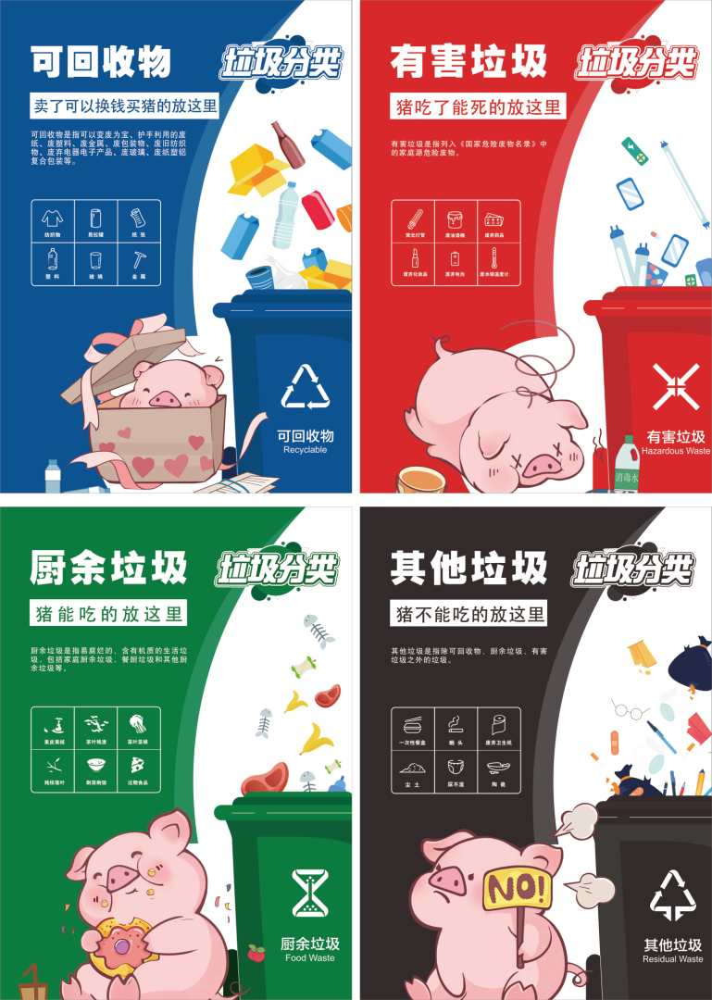 可回收物
垃圾分类
卖了可以换钱买猪的放这里
可回收物是指可以变废为宝、护手利用的废
纸、废塑料、废金属、废包装物、废旧纺织
物、废弃电器电子产品、废玻璃、废纸塑铝
复合包装等。
纺织物 易拉罐 纸 张
塑 料 玻 璃 金 属
可回收物
Recyclable
有害垃圾
垃圾分类
猪吃了能死的放这里
有害垃圾是指列入《国家危险废物名录》中
的家庭源危险废物。
荧光灯管 废油漆桶 废弃药品
废弃化妆品 废弃电池 废水银温度计
消毒水
有害垃圾
Hazardous Waste
厨余垃圾
垃圾分类
猪能吃的放这里
厨余垃圾是指易腐烂的、含有机质的生活垃
圾，包括家庭厨余垃圾、餐厨垃圾和其他厨
余垃圾等。
果皮果核 茶叶残渣 菜叶菜根
残枝落叶 剩菜剩饭 过期食品
厨余垃圾
Food Waste
其他垃圾
垃圾分类
猪不能吃的放这里
其他垃圾是指除可回收物、厨余垃圾、有害
垃圾之外的垃圾。
一次性餐盒 烟 头 废弃卫生纸
尘 土 尿不湿 陶 瓷
NO!
其他垃圾
Residual Waste